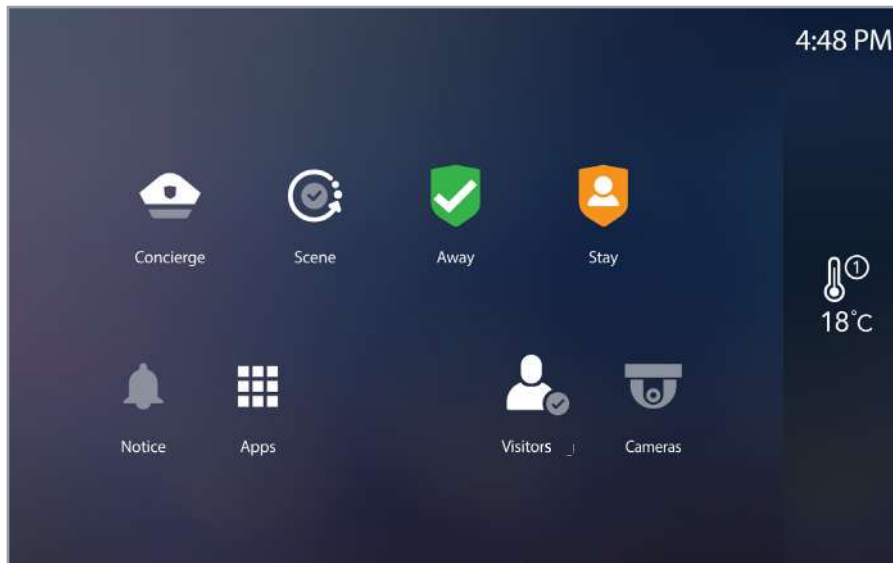 4:48 PM
Concierge Scene Away Stay
1
18°C
Notice Apps Visitors Cameras